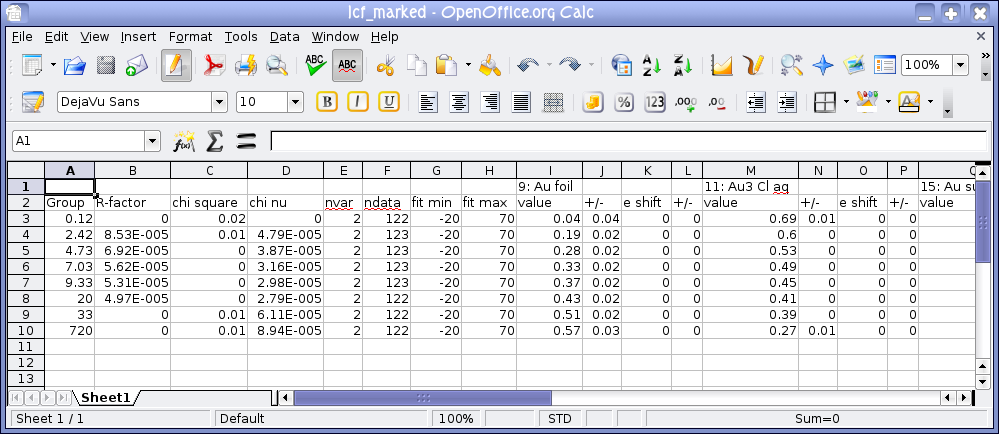 lcf_marked - OpenOffice.org Calc
File Edit View Insert Format Tools Data Window Help
ABC ABC A Z Z A 100%
DejaVu Sans 10 B I U % 123 .000 .00 A
A1 f(x) Σ =
A B C D E F G H I J K L M N O P
1 9: Au foil 11: Au3 Cl aq 15: Au su
2 Group R-factor chi square chi nu nvar ndata fit min fit max value +/- e shift +/- value +/- e shift +/- value
3 0.12 0 0.02 0 2 122 -20 70 0.04 0.04 0 0 0.69 0.01 0 0
4 2.42 8.53E-005 0.01 4.79E-005 2 123 -20 70 0.19 0.02 0 0 0.6 0 0 0
5 4.73 6.92E-005 0 3.87E-005 2 123 -20 70 0.28 0.02 0 0 0.53 0 0 0
6 7.03 5.62E-005 0 3.16E-005 2 123 -20 70 0.33 0.02 0 0 0.49 0 0 0
7 9.33 5.31E-005 0 2.98E-005 2 123 -20 70 0.37 0.02 0 0 0.45 0 0 0
8 20 4.97E-005 0 2.79E-005 2 122 -20 70 0.43 0.02 0 0 0.41 0 0 0
9 33 0 0.01 6.11E-005 2 122 -20 70 0.51 0.02 0 0 0.39 0 0 0
10 720 0 0.01 8.94E-005 2 122 -20 70 0.57 0.03 0 0 0.27 0.01 0 0
11
12
13
Sheet1
Sheet 1 / 1 Default 100% STD Sum=0